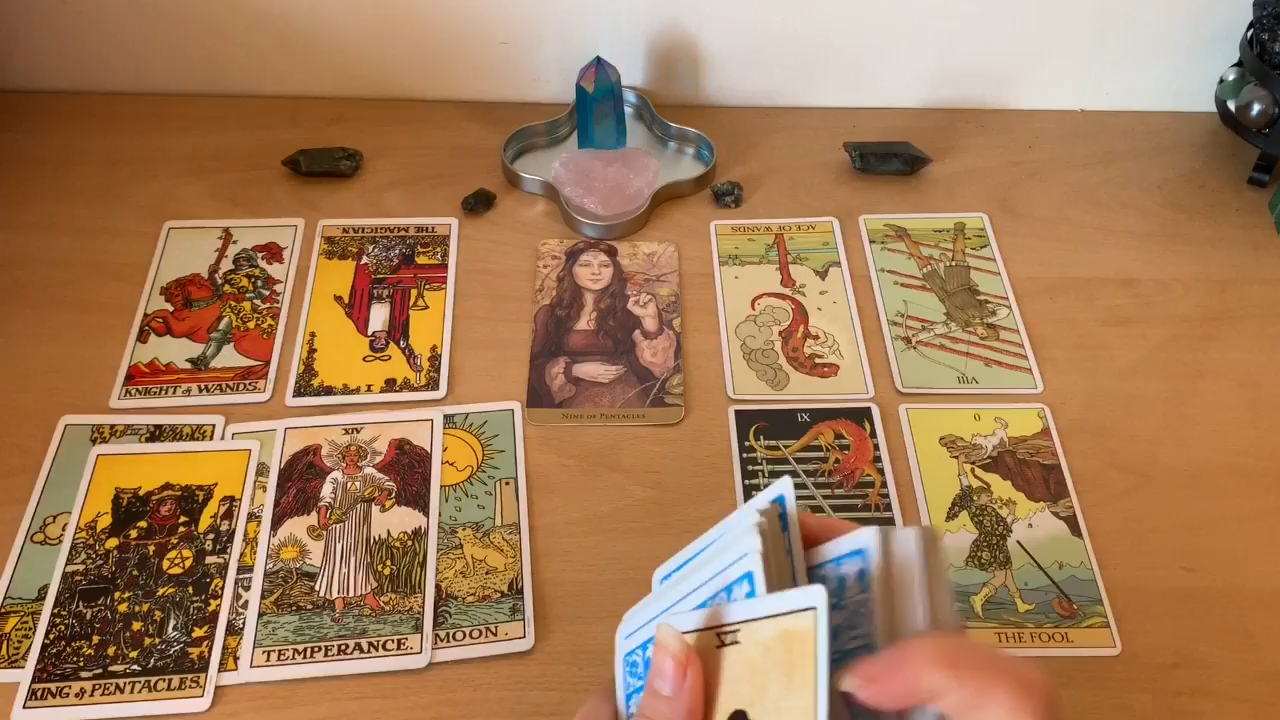 KNIGHT of WANDS.
THE MAGICIAN.
I
NINE OF PENTACLES
ACE OF WANDS
VIII
KING of PENTACLES.
XIV
TEMPERANCE.
MOON.
IX
0
THE FOOL